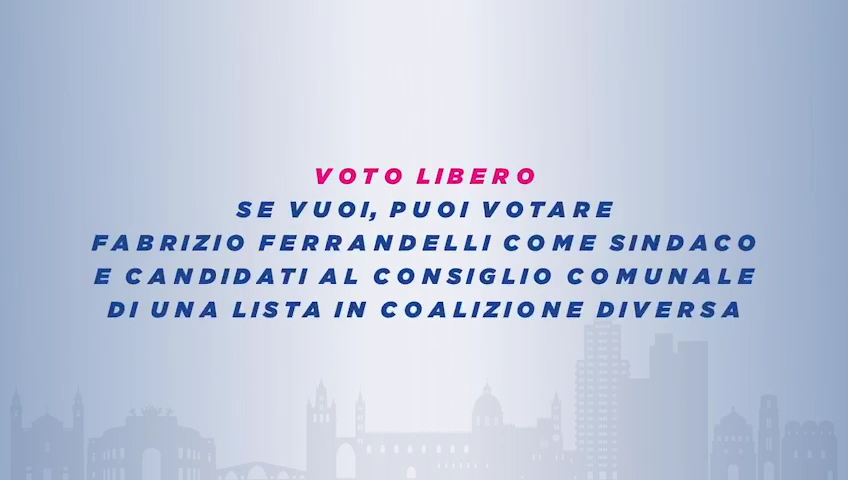 VOTO LIBERO
SE VUOI, PUOI VOTARE
FABRIZIO FERRANDELLI COME SINDACO
E CANDIDATI AL CONSIGLIO COMUNALE
DI UNA LISTA IN COALIZIONE DIVERSA